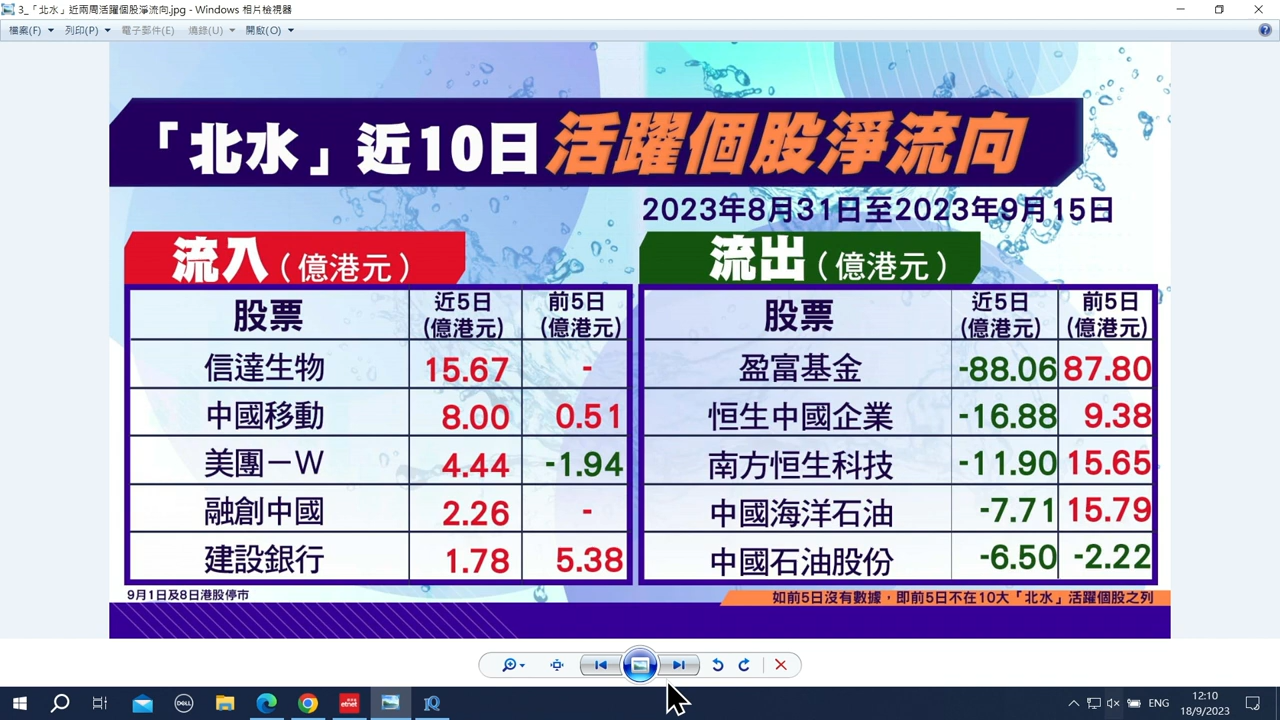 3_「北水」近兩周活躍個股淨流向.jpg - Windows 相片檢視器
檔案(F) 列印(P) 電子郵件(E) 燒錄(U) 開啟(O)
「北水」近10日活躍個股淨流向
2023年8月31日至2023年9月15日
流入（億港元）
股票 近5日(億港元) 前5日(億港元)
信達生物 15.67 -
中國移動 8.00 0.51
美團－W 4.44 -1.94
融創中國 2.26 -
建設銀行 1.78 5.38
9月1日及8日港股停市
流出（億港元）
股票 近5日(億港元) 前5日(億港元)
盈富基金 -88.06 87.80
恒生中國企業 -16.88 9.38
南方恒生科技 -11.90 15.65
中國海洋石油 -7.71 15.79
中國石油股份 -6.50 -2.22
如前5日沒有數據，即前5日不在10大「北水」活躍個股之列
DELL
etnet
IQ
ENG
12:10
18/9/2023